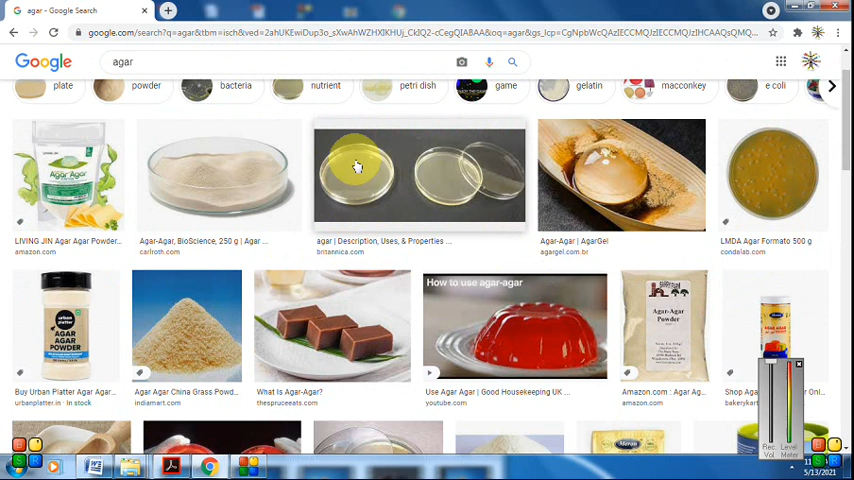 agar - Google Search
google.com/search?q=agar&tbm=isch&ved=2ahUKEwiDup3o_sXwAhWZHXIKHUj_CkIQ2-cCegQIABAA&oq=agar&gs_lcp=CgNpbWcQAzIECCMQJzIECCMQJzIHCAAQsQMQ...
Google
agar
plate
powder
bacteria
nutrient
petri dish
game
gelatin
macconkey
e coli
LIVING JIN
Agar Agar
LIVING JIN Agar Agar Powder...
amazon.com
Agar-Agar, BioScience, 250 g | Agar ...
carlroth.com
agar | Description, Uses, & Properties ...
britannica.com
Agar-Agar | AgarGel
agargel.com.br
LMDA Agar Formato 500 g
condalab.com
urban platter
AGAR AGAR POWDER
How to use agar-agar
Agar-Agar
Powder
Buy Urban Platter Agar Agar...
urbanplatter.in · In stock
Agar Agar China Grass Powd...
indiamart.com
What Is Agar-Agar?
thespruceeats.com
Use Agar Agar | Good Housekeeping UK ...
youtube.com
Amazon.com : Agar Ag...
amazon.com
Shop Agar
Onl...
bakerykart
Rec. Vol
Level Meter
B
S
R
B
S
R
5/13/2021